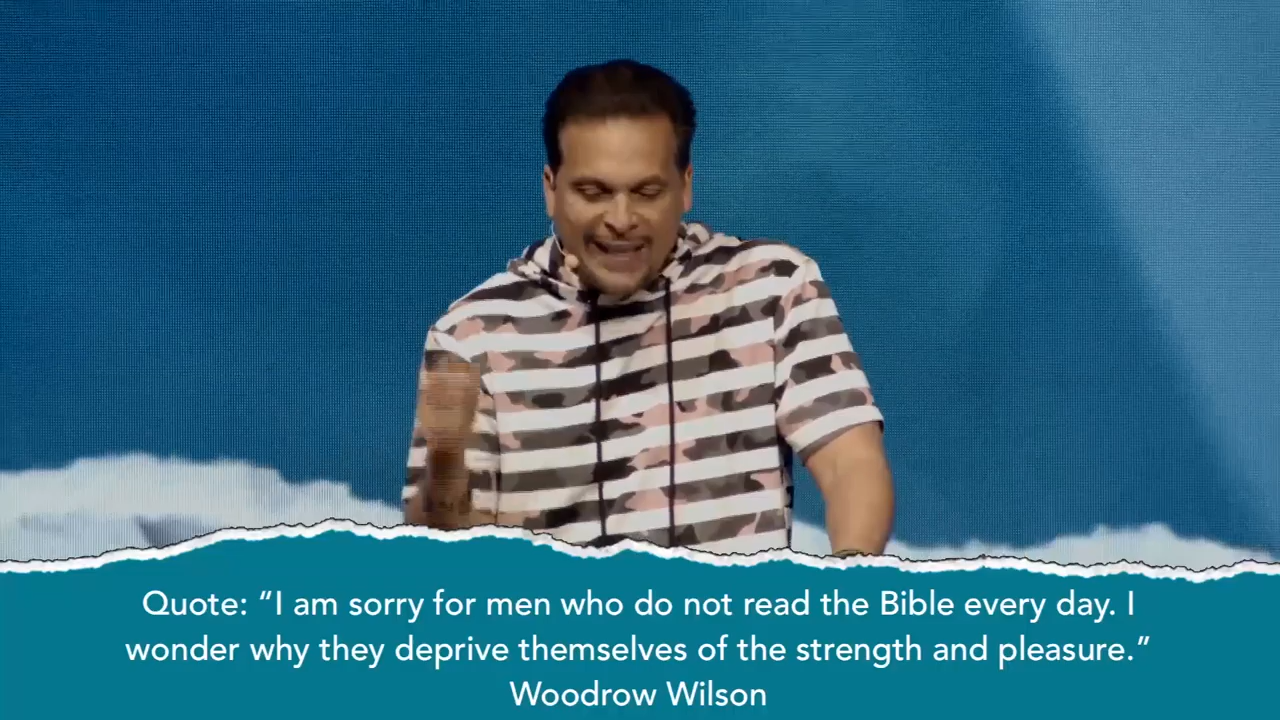 Quote: “I am sorry for men who do not read the Bible every day. I
wonder why they deprive themselves of the strength and pleasure.”
Woodrow Wilson